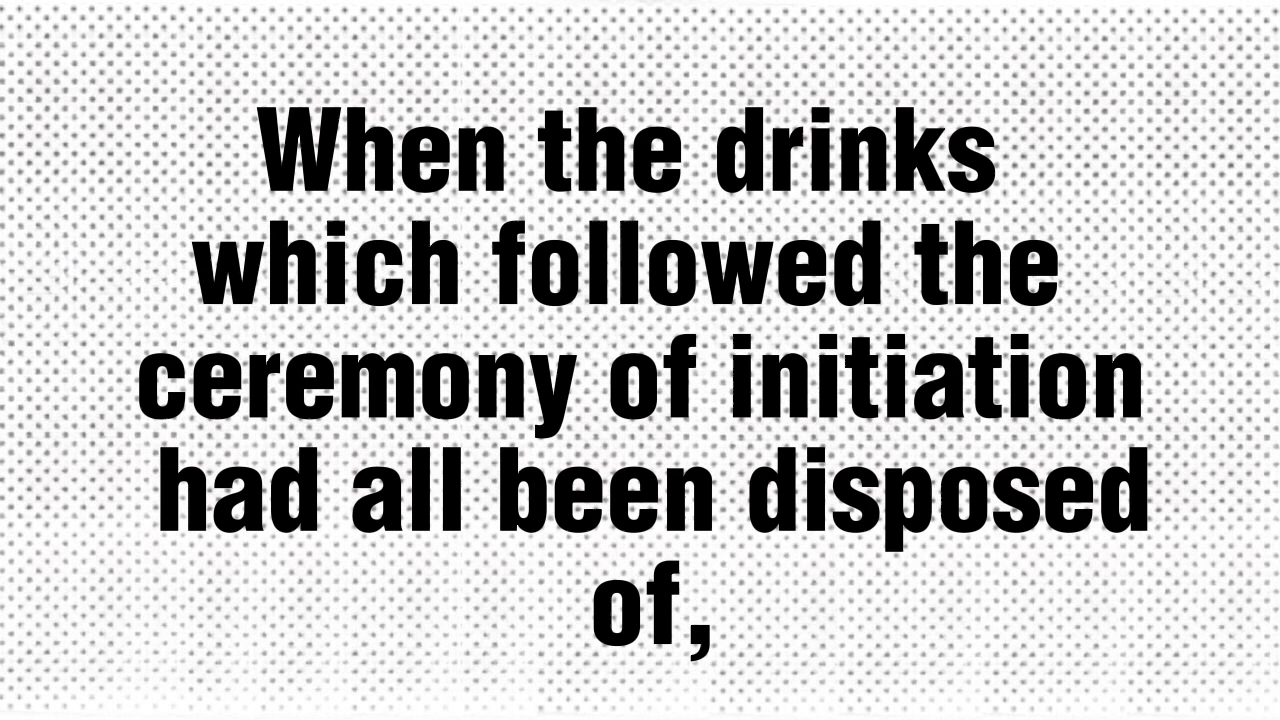 When the drinks
which followed the
ceremony of initiation
had all been disposed
of,